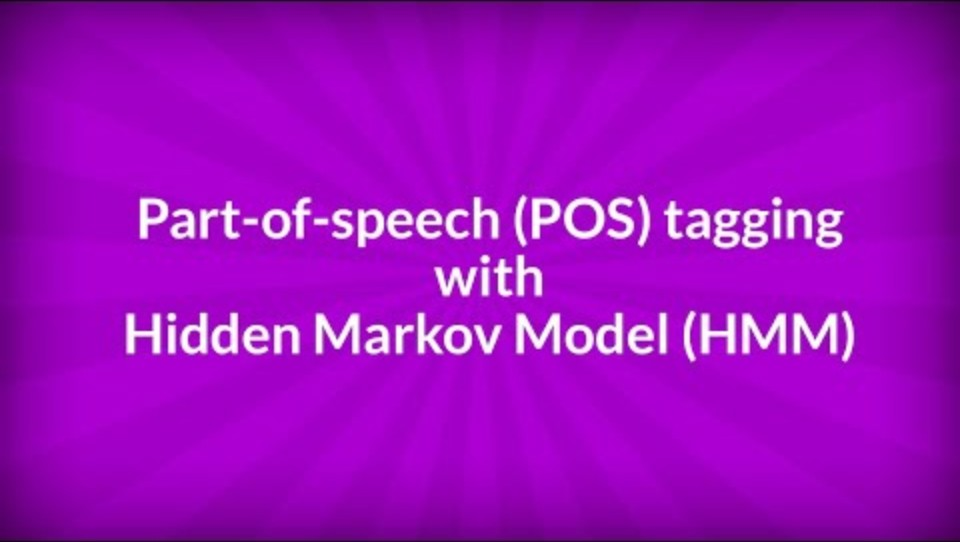 Part-of-speech (POS) tagging
with
Hidden Markov Model (HMM)